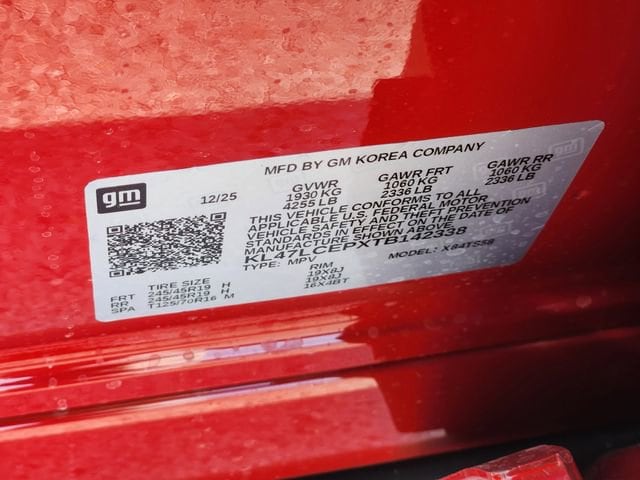 MFD BY GM KOREA COMPANY
gm
12/25
GVWR GAWR FRT GAWR RR
1930 KG 1060 KG 1060 KG
4255 LB 2336 LB 2336 LB
THIS VEHICLE CONFORMS TO ALL
APPLICABLE U.S. FEDERAL MOTOR
VEHICLE SAFETY AND THEFT PREVENTION
STANDARDS IN EFFECT ON THE DATE OF
MANUFACTURE SHOWN ABOVE.
KL47LCEPXTB142338
TYPE: MPV MODEL: X84TS58
TIRE SIZE RIM
FRT 245/45R19 H 19X8J
RR 245/45R19 H 19X8J
SPA T125/70R16 M 16X4BT